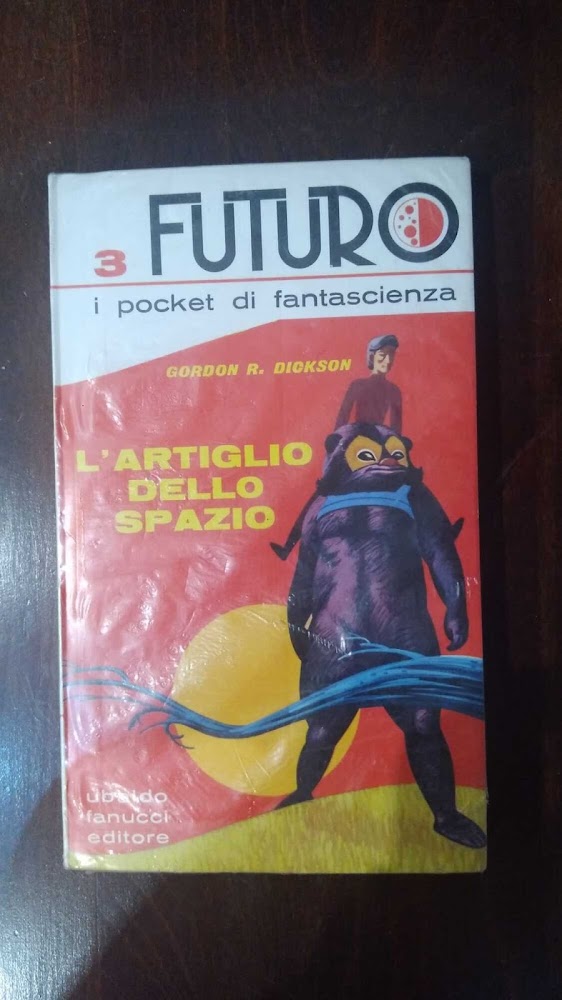 3 FUTURO
i pocket di fantascienza
GORDON R. DICKSON
L'ARTIGLIO
DELLO
SPAZIO
ubaldo
fanucci
editore